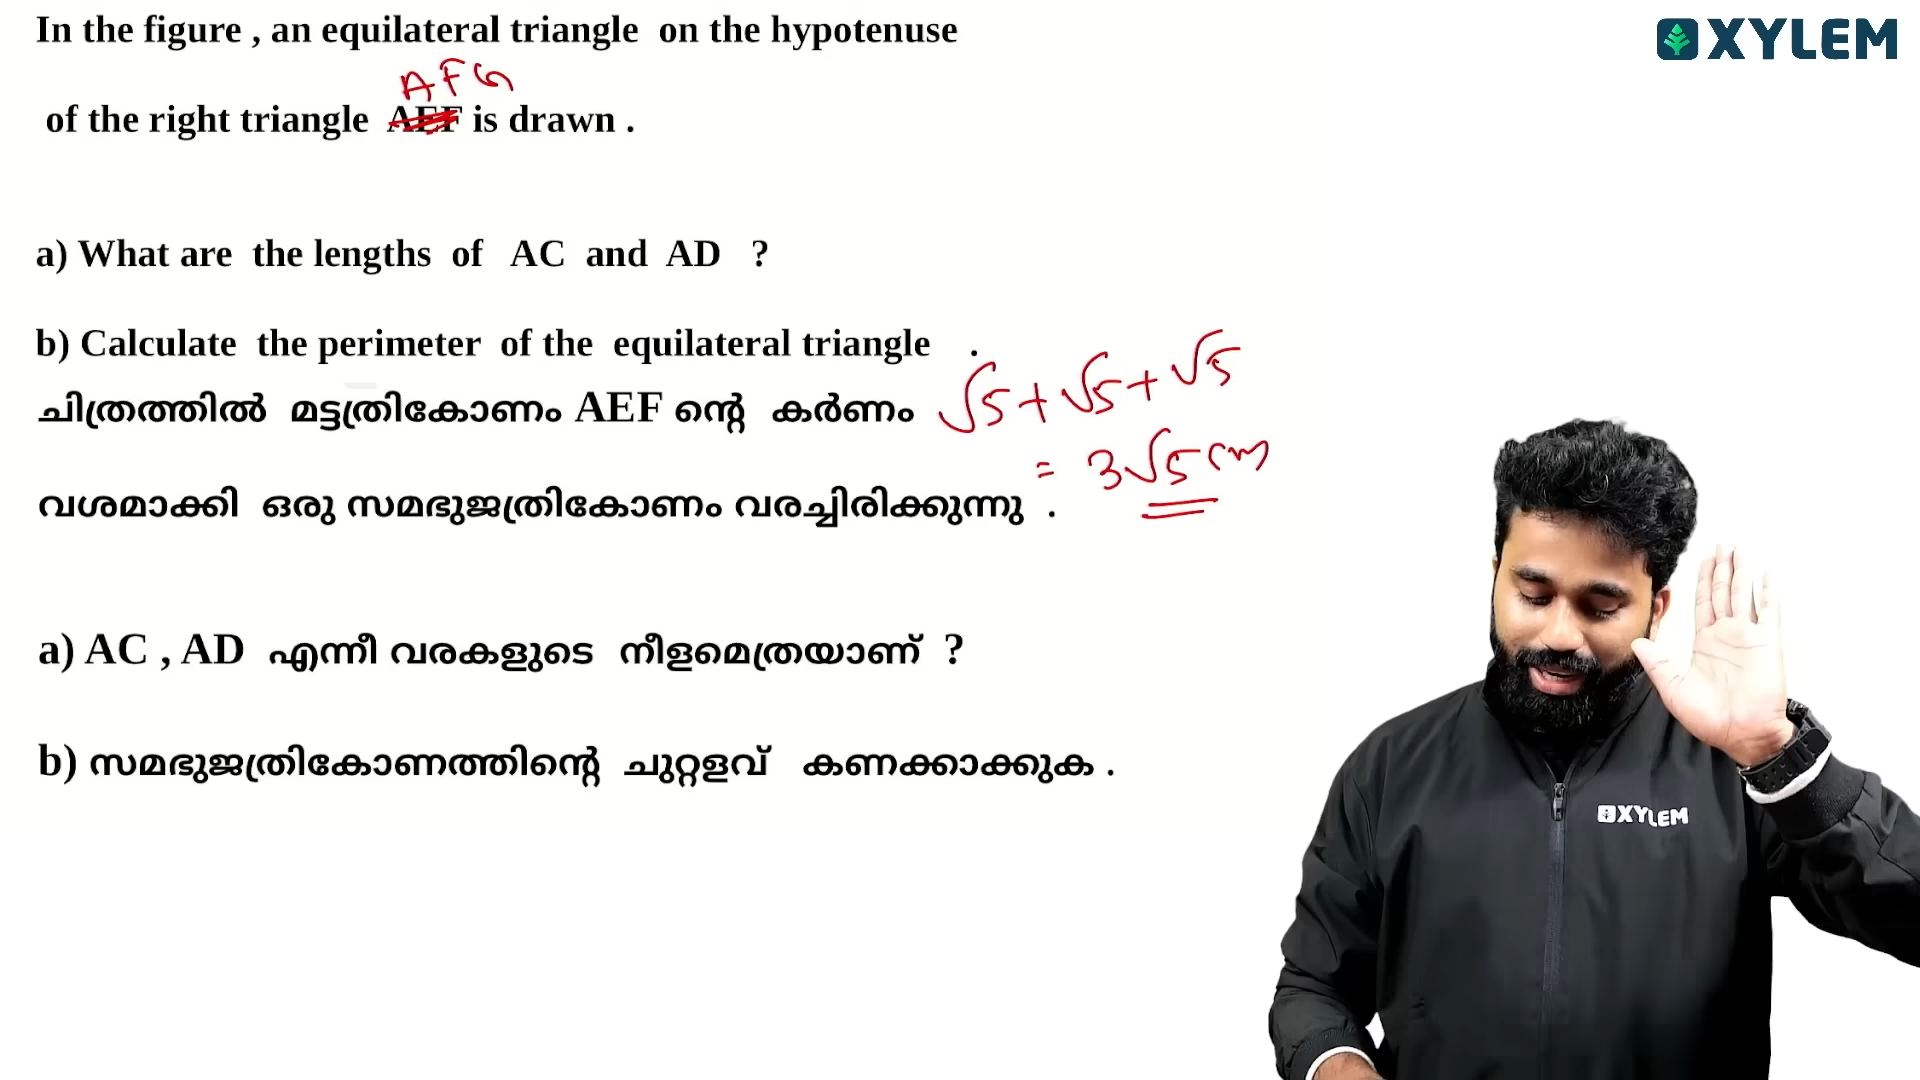 In the figure , an equilateral triangle on the hypotenuse
XYLEM
AFG
of the right triangle AEF is drawn .
a) What are the lengths of AC and AD ?
b) Calculate the perimeter of the equilateral triangle .
√5 + √5 + √5
ചിത്രത്തിൽ മട്ടത്രികോണം AEF ന്റെ കർണം
= 3√5 cm
വശമാക്കി ഒരു സമഭുജത്രികോണം വരച്ചിരിക്കുന്നു .
a) AC , AD എന്നീ വരകളുടെ നീളമെത്രയാണ് ?
b) സമഭുജത്രികോണത്തിന്റെ ചുറ്റളവ് കണക്കാക്കുക .
XYLEM